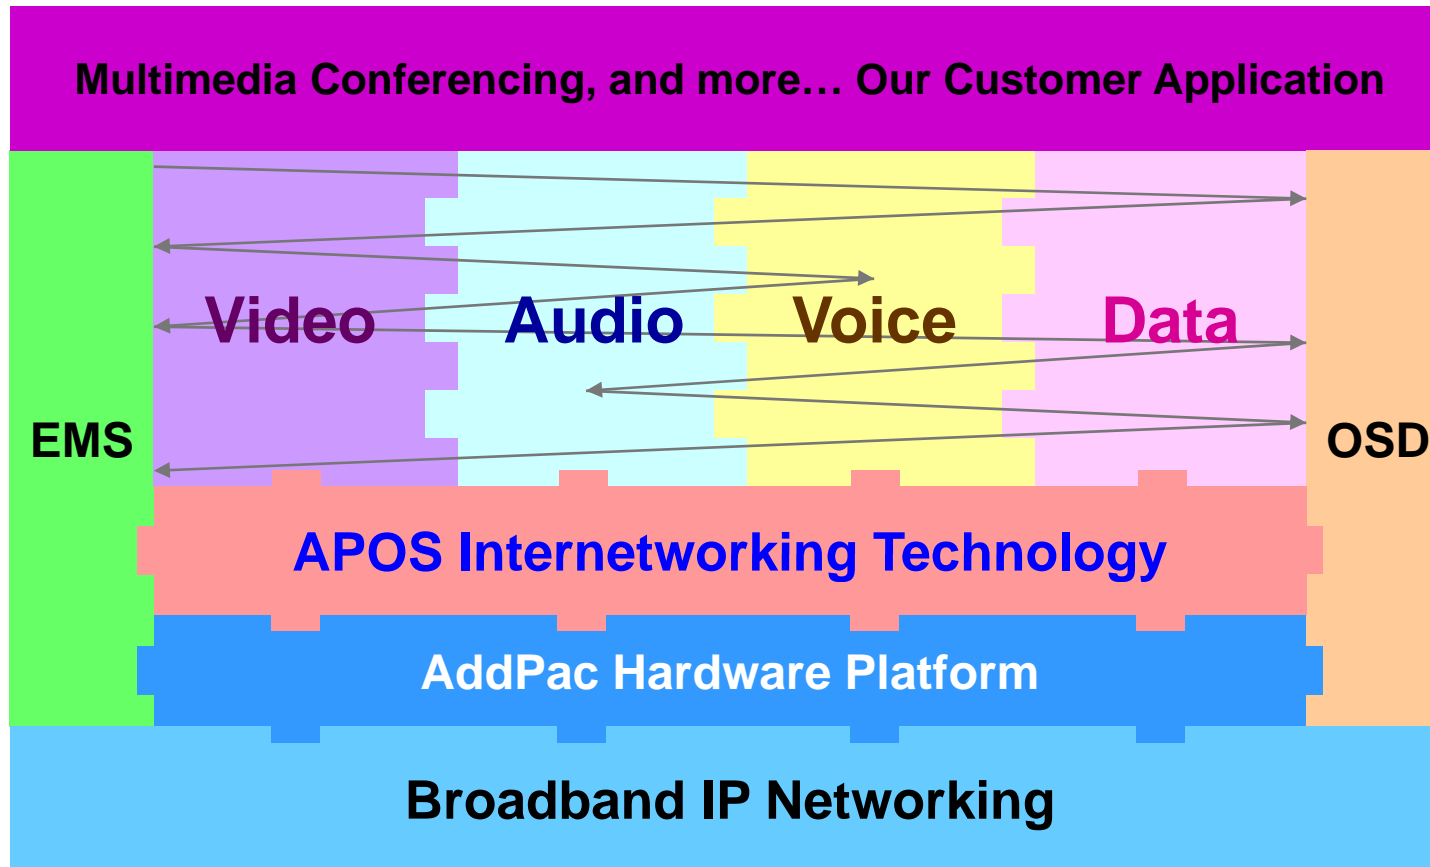 Multimedia Conferencing, and more… Our Customer Application
Video Audio Voice Data
EMS
OSD
APOS Internetworking Technology
AddPac Hardware Platform
Broadband IP Networking